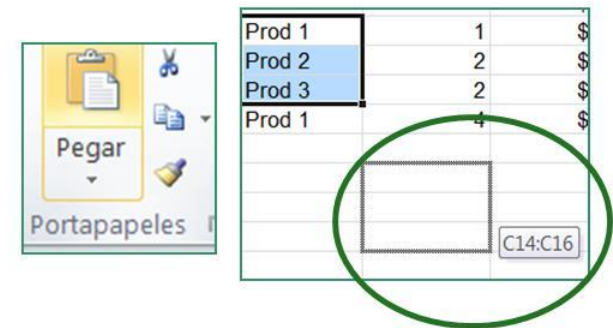 Pegar
Portapapeles
Prod 1 1 $
Prod 2 2 $
Prod 3 2 $
Prod 1 4 $
C14:C16